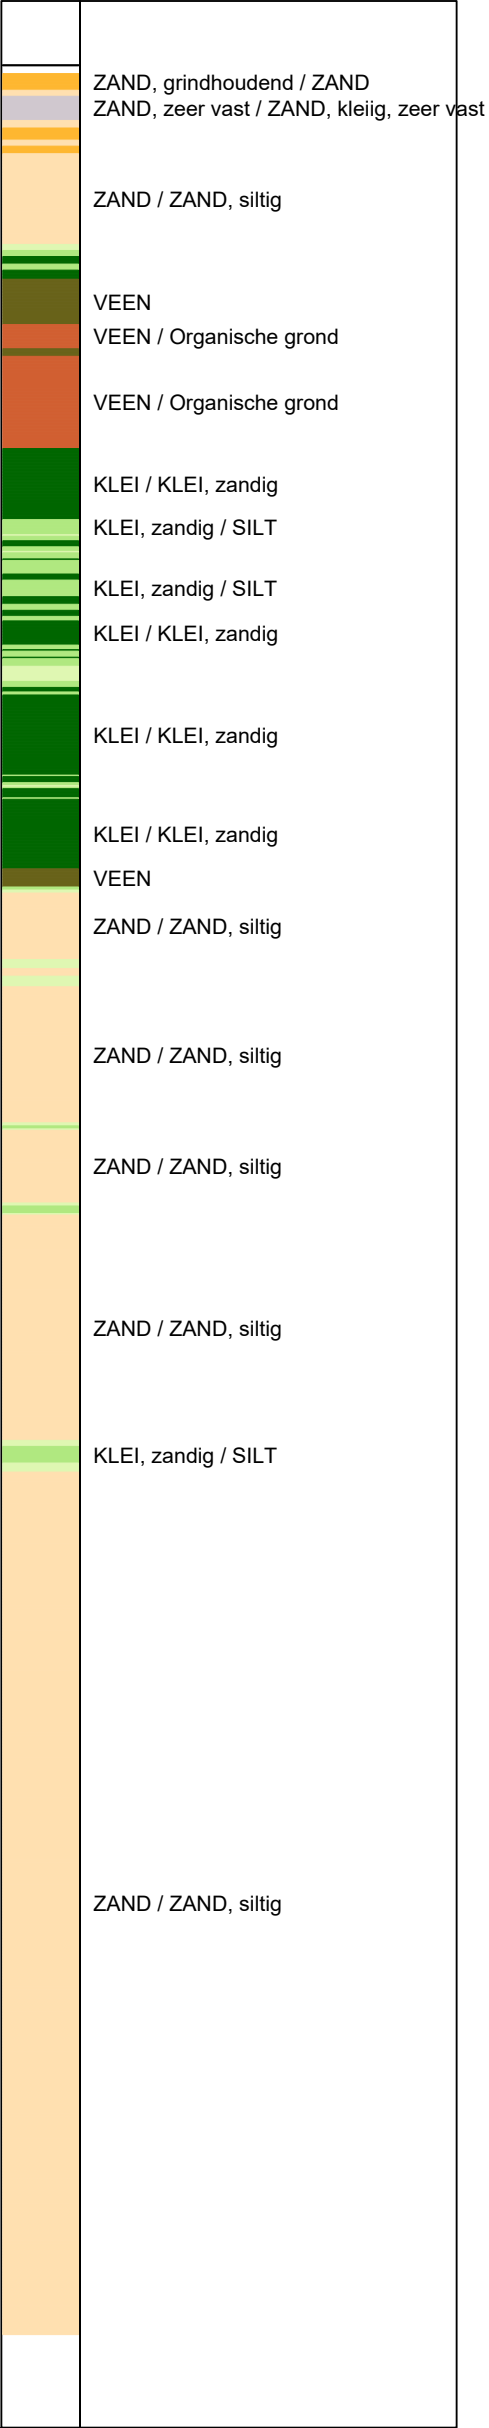 ZAND, grindhoudend / ZAND
ZAND, zeer vast / ZAND, kleiig, zeer vast
ZAND / ZAND, siltig
VEEN
VEEN / Organische grond
VEEN / Organische grond
KLEI / KLEI, zandig
KLEI, zandig / SILT
KLEI, zandig / SILT
KLEI / KLEI, zandig
KLEI / KLEI, zandig
KLEI / KLEI, zandig
VEEN
ZAND / ZAND, siltig
ZAND / ZAND, siltig
ZAND / ZAND, siltig
ZAND / ZAND, siltig
KLEI, zandig / SILT
ZAND / ZAND, siltig